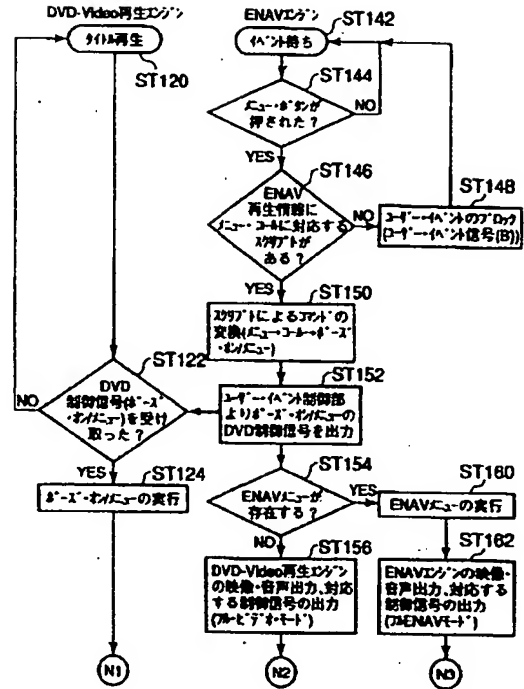 DVD-Video再生エンジン
タイトル再生
ST120
ENAVエンジン
ST142
イベント待ち
ST144
メニュー・ボタンが
押された？
NO
YES
ST146
ENAV
再生情報に
メニュー・コールに対応する
スクリプトが
ある？
NO
ST148
ユーザー・イベントのブロック
(ユーザー・イベント信号(B))
YES
ST150
スクリプトによるコマンドの
変換(メニュー・コール→ポーズ
・オン/メニュー)
ST122
DVD
制御信号(ポーズ・
オン/メニュー)を受け
取った？
NO
ST152
ユーザー・イベント制御部
よりポーズ・オン/メニューの
DVD制御信号を出力
YES
ST124
ポーズ・オン/メニューの実行
ST154
ENAVメニューが
存在する？
YES
ST160
ENAVメニューの実行
NO
ST156
DVD-Video再生エンジン
の映像・音声出力、対応
する制御信号の出力
(フル・ビデオ・モード)
ST162
ENAVエンジンの映像・
音声出力、対応する
制御信号の出力
(フルENAVモード)
N1
N2
N3